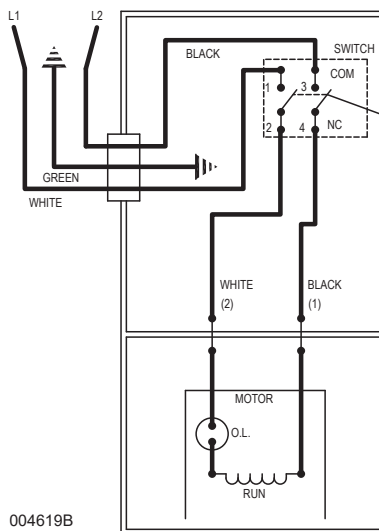 L1
L2
BLACK
SWITCH
COM
1
3
2
4
NC
GREEN
WHITE
WHITE
(2)
BLACK
(1)
MOTOR
O.L.
RUN
004619B